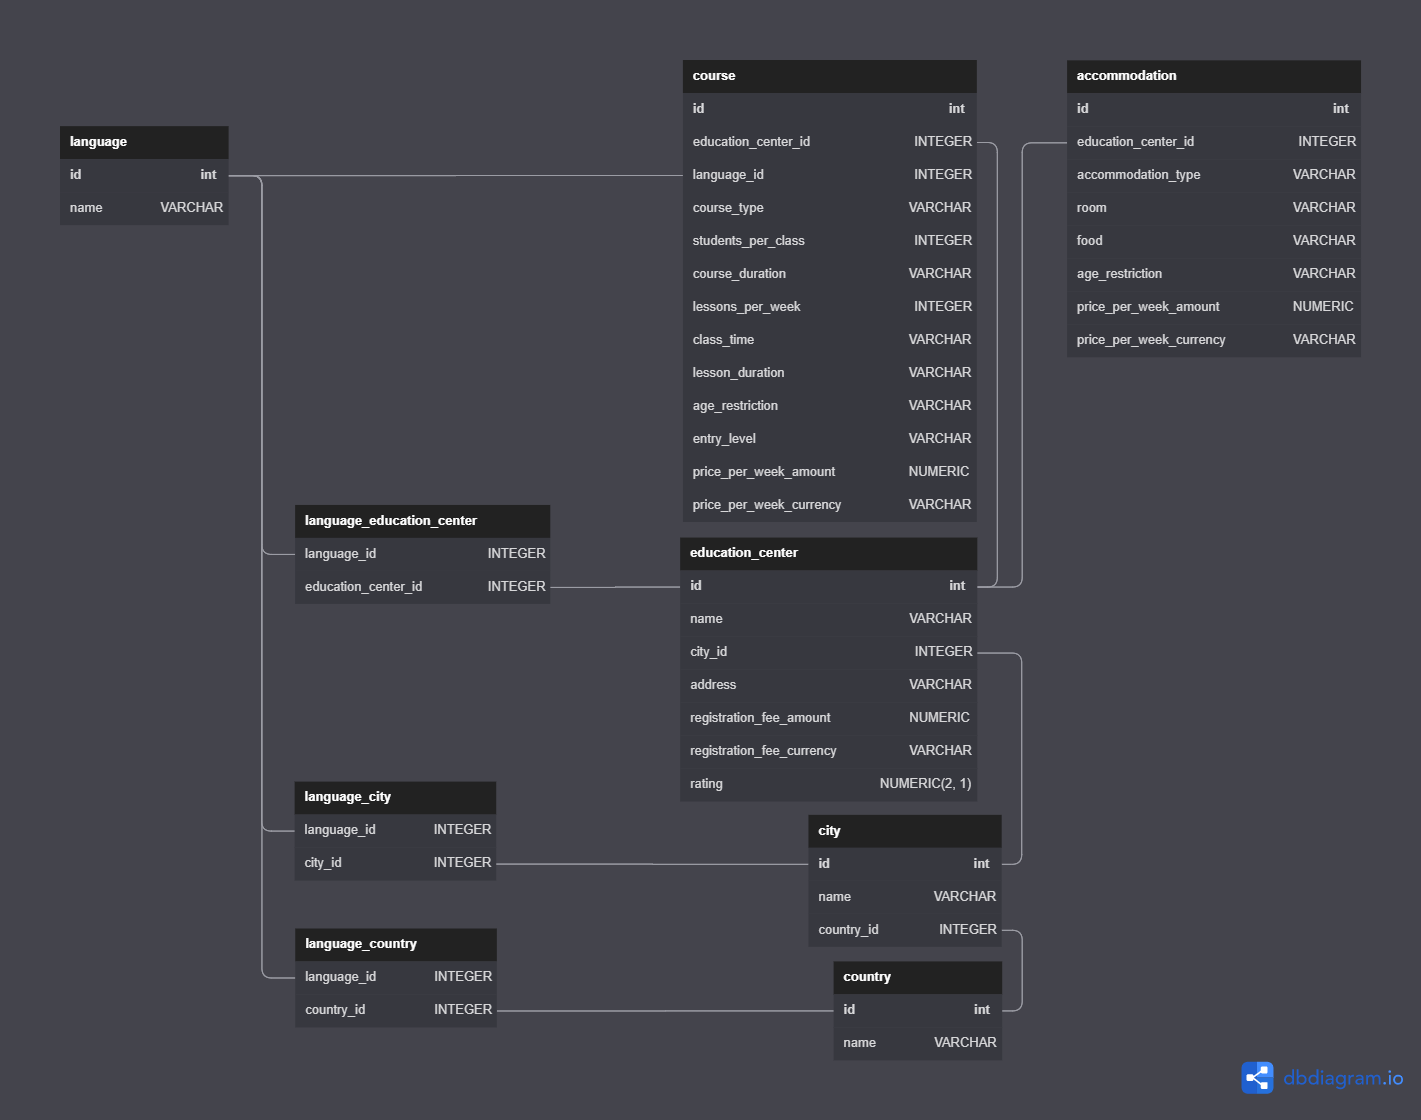 language
id int
name VARCHAR
course
id int
education_center_id INTEGER
language_id INTEGER
course_type VARCHAR
students_per_class INTEGER
course_duration VARCHAR
lessons_per_week INTEGER
class_time VARCHAR
lesson_duration VARCHAR
age_restriction VARCHAR
entry_level VARCHAR
price_per_week_amount NUMERIC
price_per_week_currency VARCHAR
accommodation
id int
education_center_id INTEGER
accommodation_type VARCHAR
room VARCHAR
food VARCHAR
age_restriction VARCHAR
price_per_week_amount NUMERIC
price_per_week_currency VARCHAR
language_education_center
language_id INTEGER
education_center_id INTEGER
education_center
id int
name VARCHAR
city_id INTEGER
address VARCHAR
registration_fee_amount NUMERIC
registration_fee_currency VARCHAR
rating NUMERIC(2, 1)
language_city
language_id INTEGER
city_id INTEGER
city
id int
name VARCHAR
country_id INTEGER
language_country
language_id INTEGER
country_id INTEGER
country
id int
name VARCHAR
dbdiagram.io